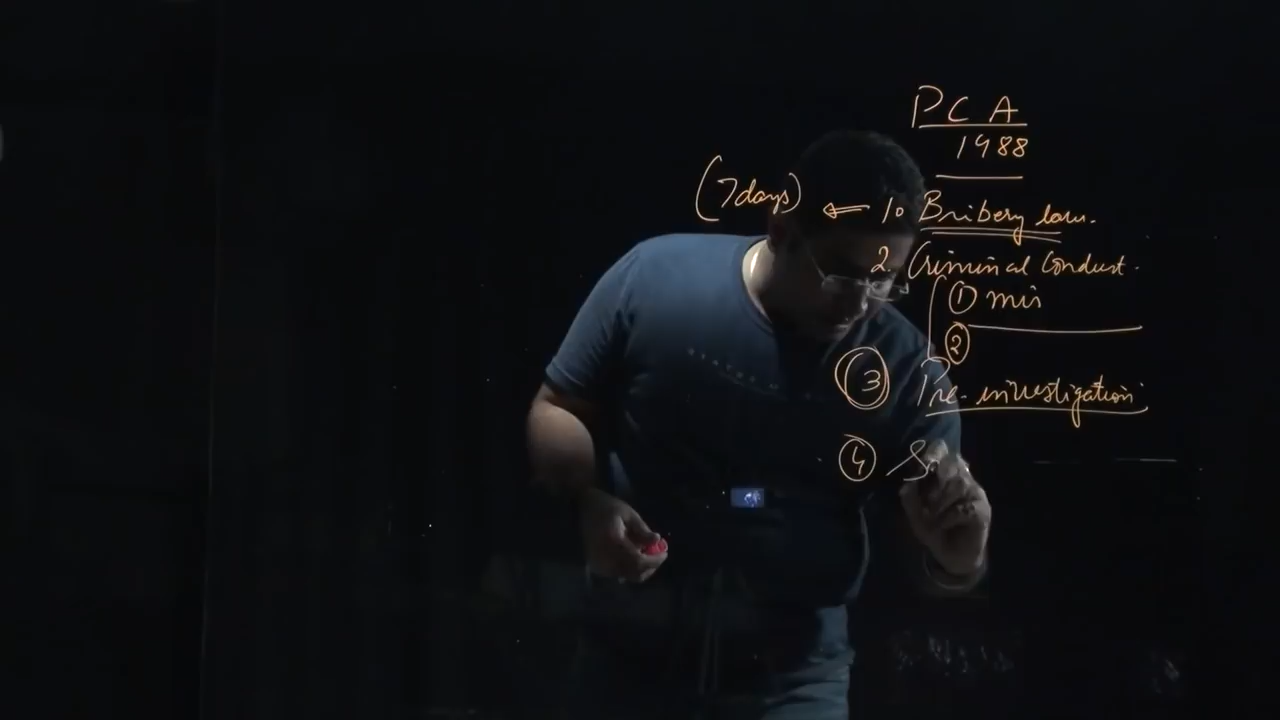 PCA
1988
(7days) ← 1. Bribery law.
2. Criminal Conduct.
① mis
②
③ Pre-investigation
④ S